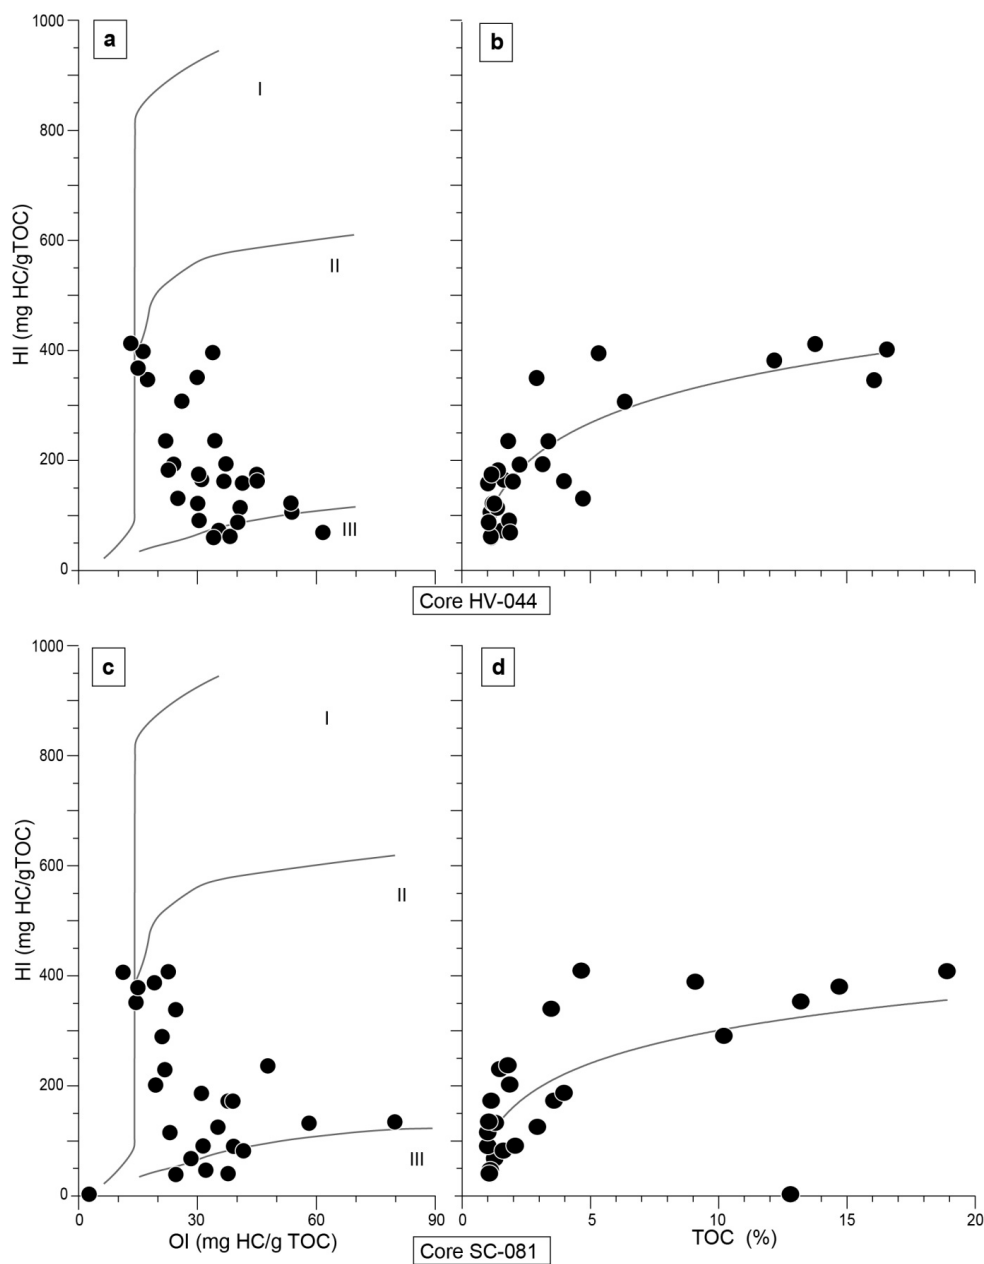 a
b
1000
800
600
400
200
0
HI (mg HC/gTOC)
I
II
III
Core HV-044
c
d
1000
800
600
400
200
0
HI (mg HC/gTOC)
I
II
III
0 30 60 90
OI (mg HC/g TOC)
0 5 10 15 20
TOC (%)
Core SC-081